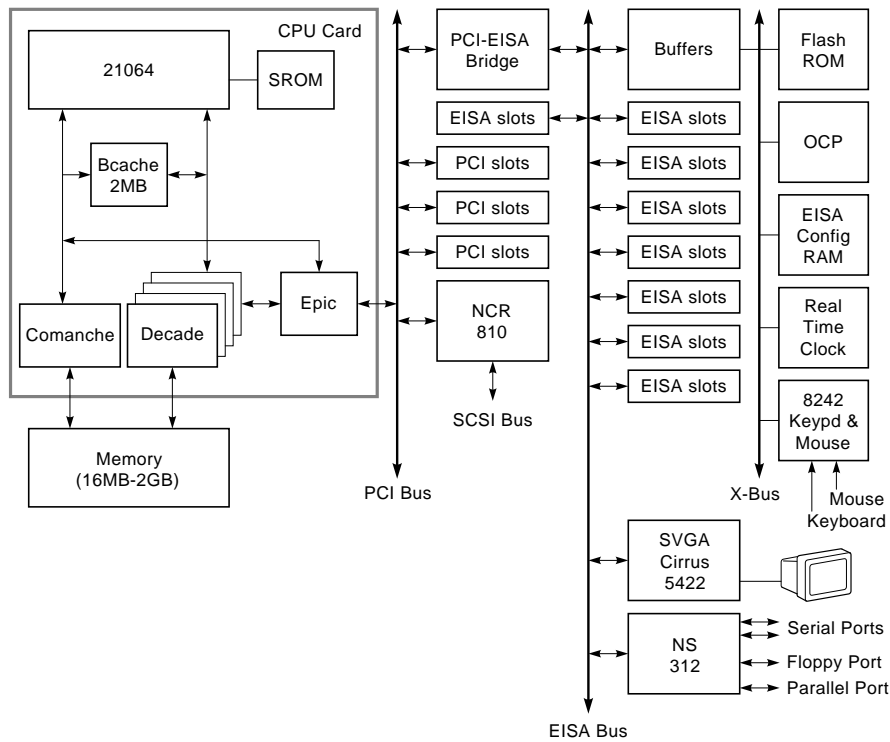 CPU Card
21064
SROM
Bcache
2MB
Comanche
Decade
Epic
Memory
(16MB-2GB)
PCI Bus
PCI-EISA
Bridge
EISA slots
PCI slots
PCI slots
PCI slots
NCR
810
SCSI Bus
Buffers
EISA slots
EISA slots
EISA slots
EISA slots
EISA slots
EISA slots
EISA slots
Flash
ROM
OCP
EISA
Config
RAM
Real
Time
Clock
8242
Keypd &
Mouse
X-Bus
Mouse
Keyboard
SVGA
Cirrus
5422
NS
312
Serial Ports
Floppy Port
Parallel Port
EISA Bus